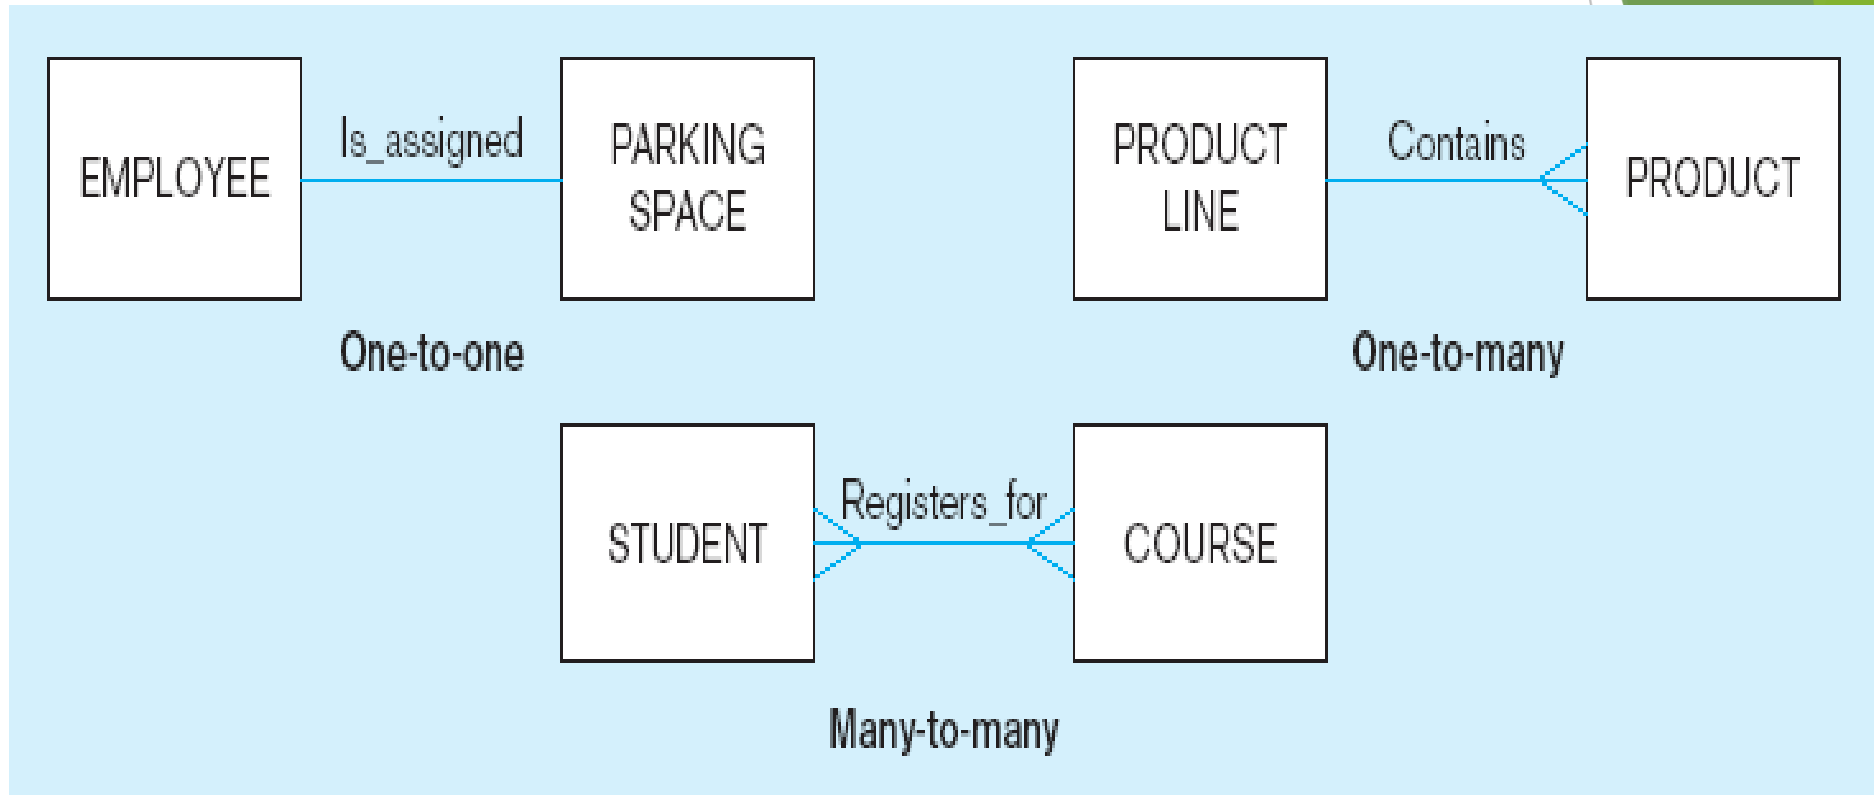 EMPLOYEE
Is_assigned
PARKING
SPACE
One-to-one
PRODUCT
LINE
Contains
PRODUCT
One-to-many
STUDENT
Registers_for
COURSE
Many-to-many